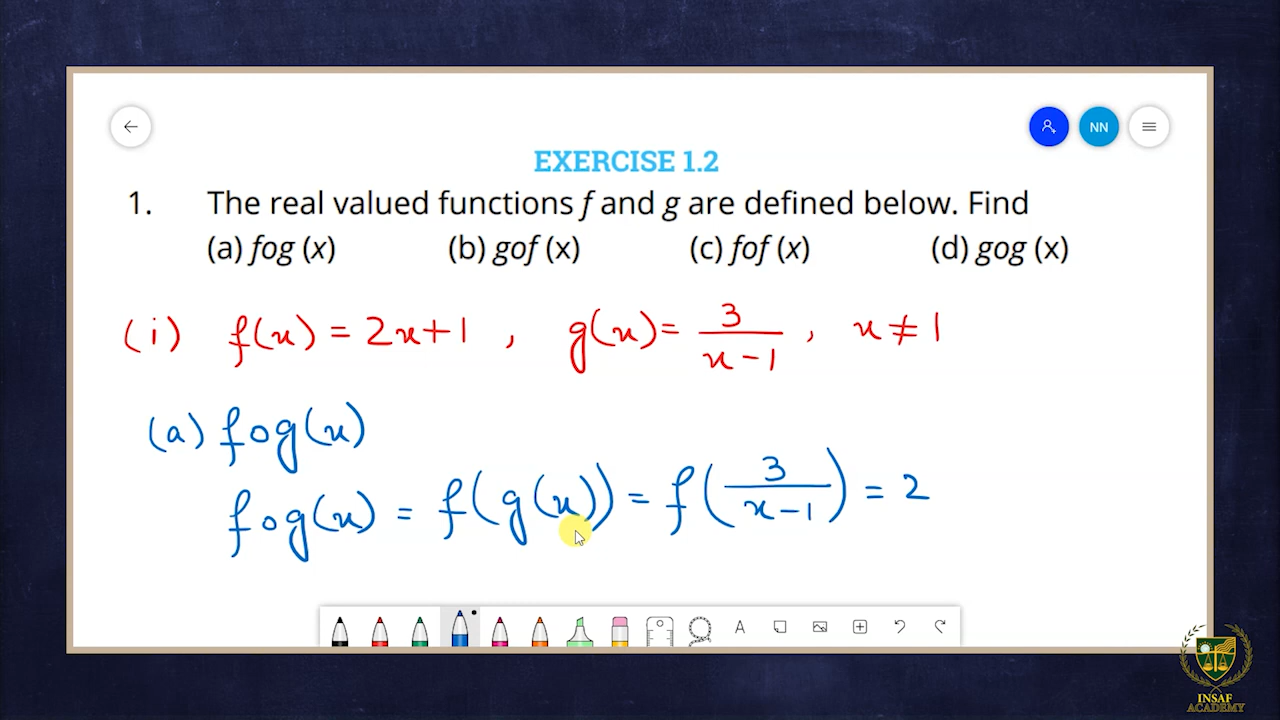 NN
EXERCISE 1.2
1. The real valued functions f and g are defined below. Find
(a) fog (x) (b) gof (x) (c) fof (x) (d) gog (x)
(i) f(x) = 2x+1 , g(x) = 3/(x-1) , x ≠ 1
(a) fog(x)
fog(x) = f(g(x)) = f(3/(x-1)) = 2
A
INSAF
ACADEMY